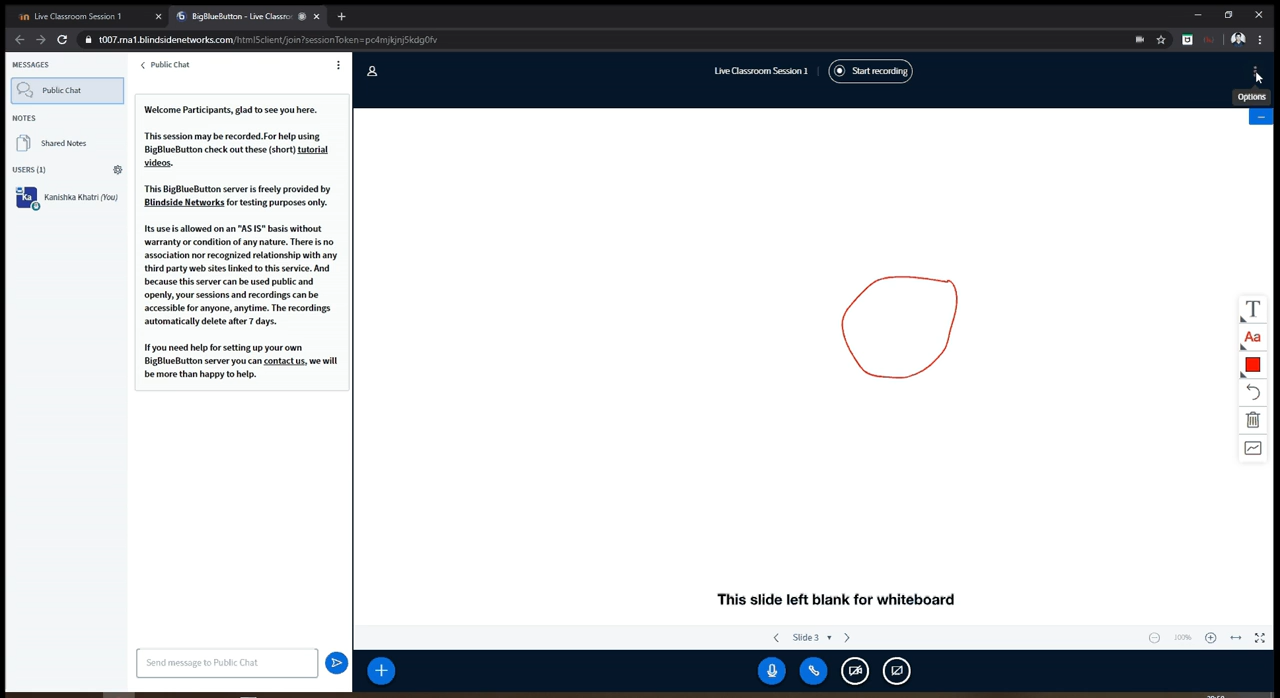 Live Classroom Session 1
BigBlueButton - Live Classro
t007.rna1.blindsidenetworks.com/html5client/join?sessionToken=pc4mjkjnj5kdg0fv
MESSAGES
Public Chat
NOTES
Shared Notes
USERS (1)
Ka
Kanishka Khatri (You)
Public Chat
Welcome Participants, glad to see you here.
This session may be recorded.For help using
BigBlueButton check out these (short) tutorial
videos.
This BigBlueButton server is freely provided by
Blindside Networks for testing purposes only.
Its use is allowed on an "AS IS" basis without
warranty or condition of any nature. There is no
association nor recognized relationship with any
third party web sites linked to this service. And
because this server can be used public and
openly, your sessions and recordings can be
accessible for anyone, anytime. The recordings
automatically delete after 7 days.
If you need help for setting up your own
BigBlueButton server you can contact us, we will
be more than happy to help.
Send message to Public Chat
Live Classroom Session 1
Start recording
Options
T
Aa
This slide left blank for whiteboard
Slide 3
100%